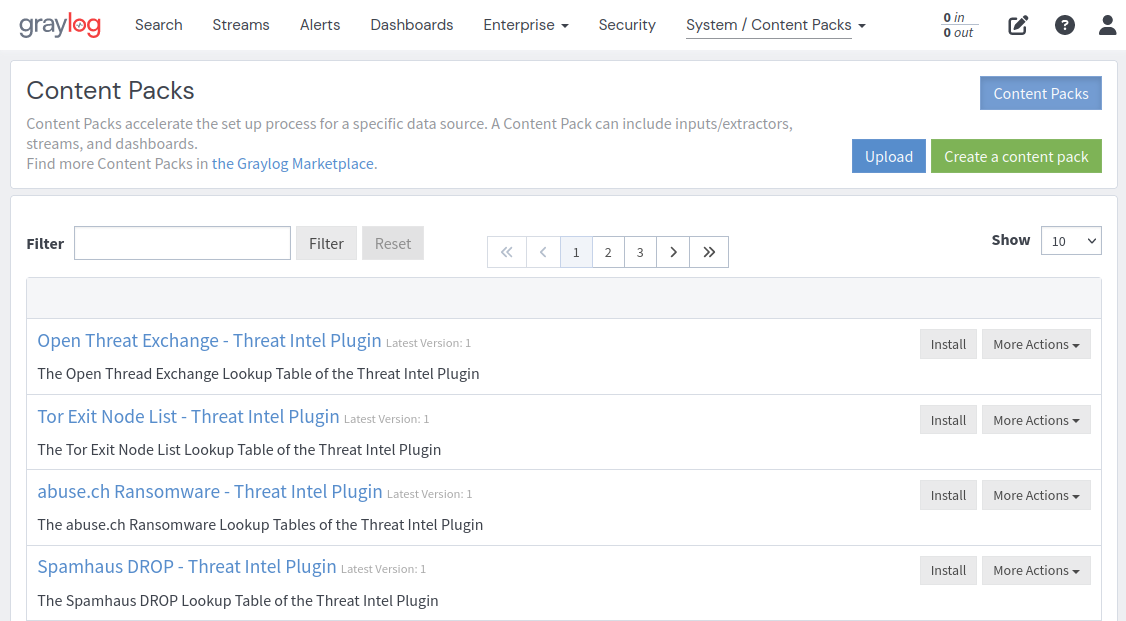 graylog Search Streams Alerts Dashboards Enterprise Security System / Content Packs 0 in
0 out
Content Packs
Content Packs
Content Packs accelerate the set up process for a specific data source. A Content Pack can include inputs/extractors,
streams, and dashboards.
Find more Content Packs in the Graylog Marketplace.
Upload Create a content pack
Filter Filter Reset « < 1 2 3 > » Show 10
Open Threat Exchange - Threat Intel Plugin Latest Version: 1 Install More Actions
The Open Thread Exchange Lookup Table of the Threat Intel Plugin
Tor Exit Node List - Threat Intel Plugin Latest Version: 1 Install More Actions
The Tor Exit Node List Lookup Table of the Threat Intel Plugin
abuse.ch Ransomware - Threat Intel Plugin Latest Version: 1 Install More Actions
The abuse.ch Ransomware Lookup Tables of the Threat Intel Plugin
Spamhaus DROP - Threat Intel Plugin Latest Version: 1 Install More Actions
The Spamhaus DROP Lookup Table of the Threat Intel Plugin